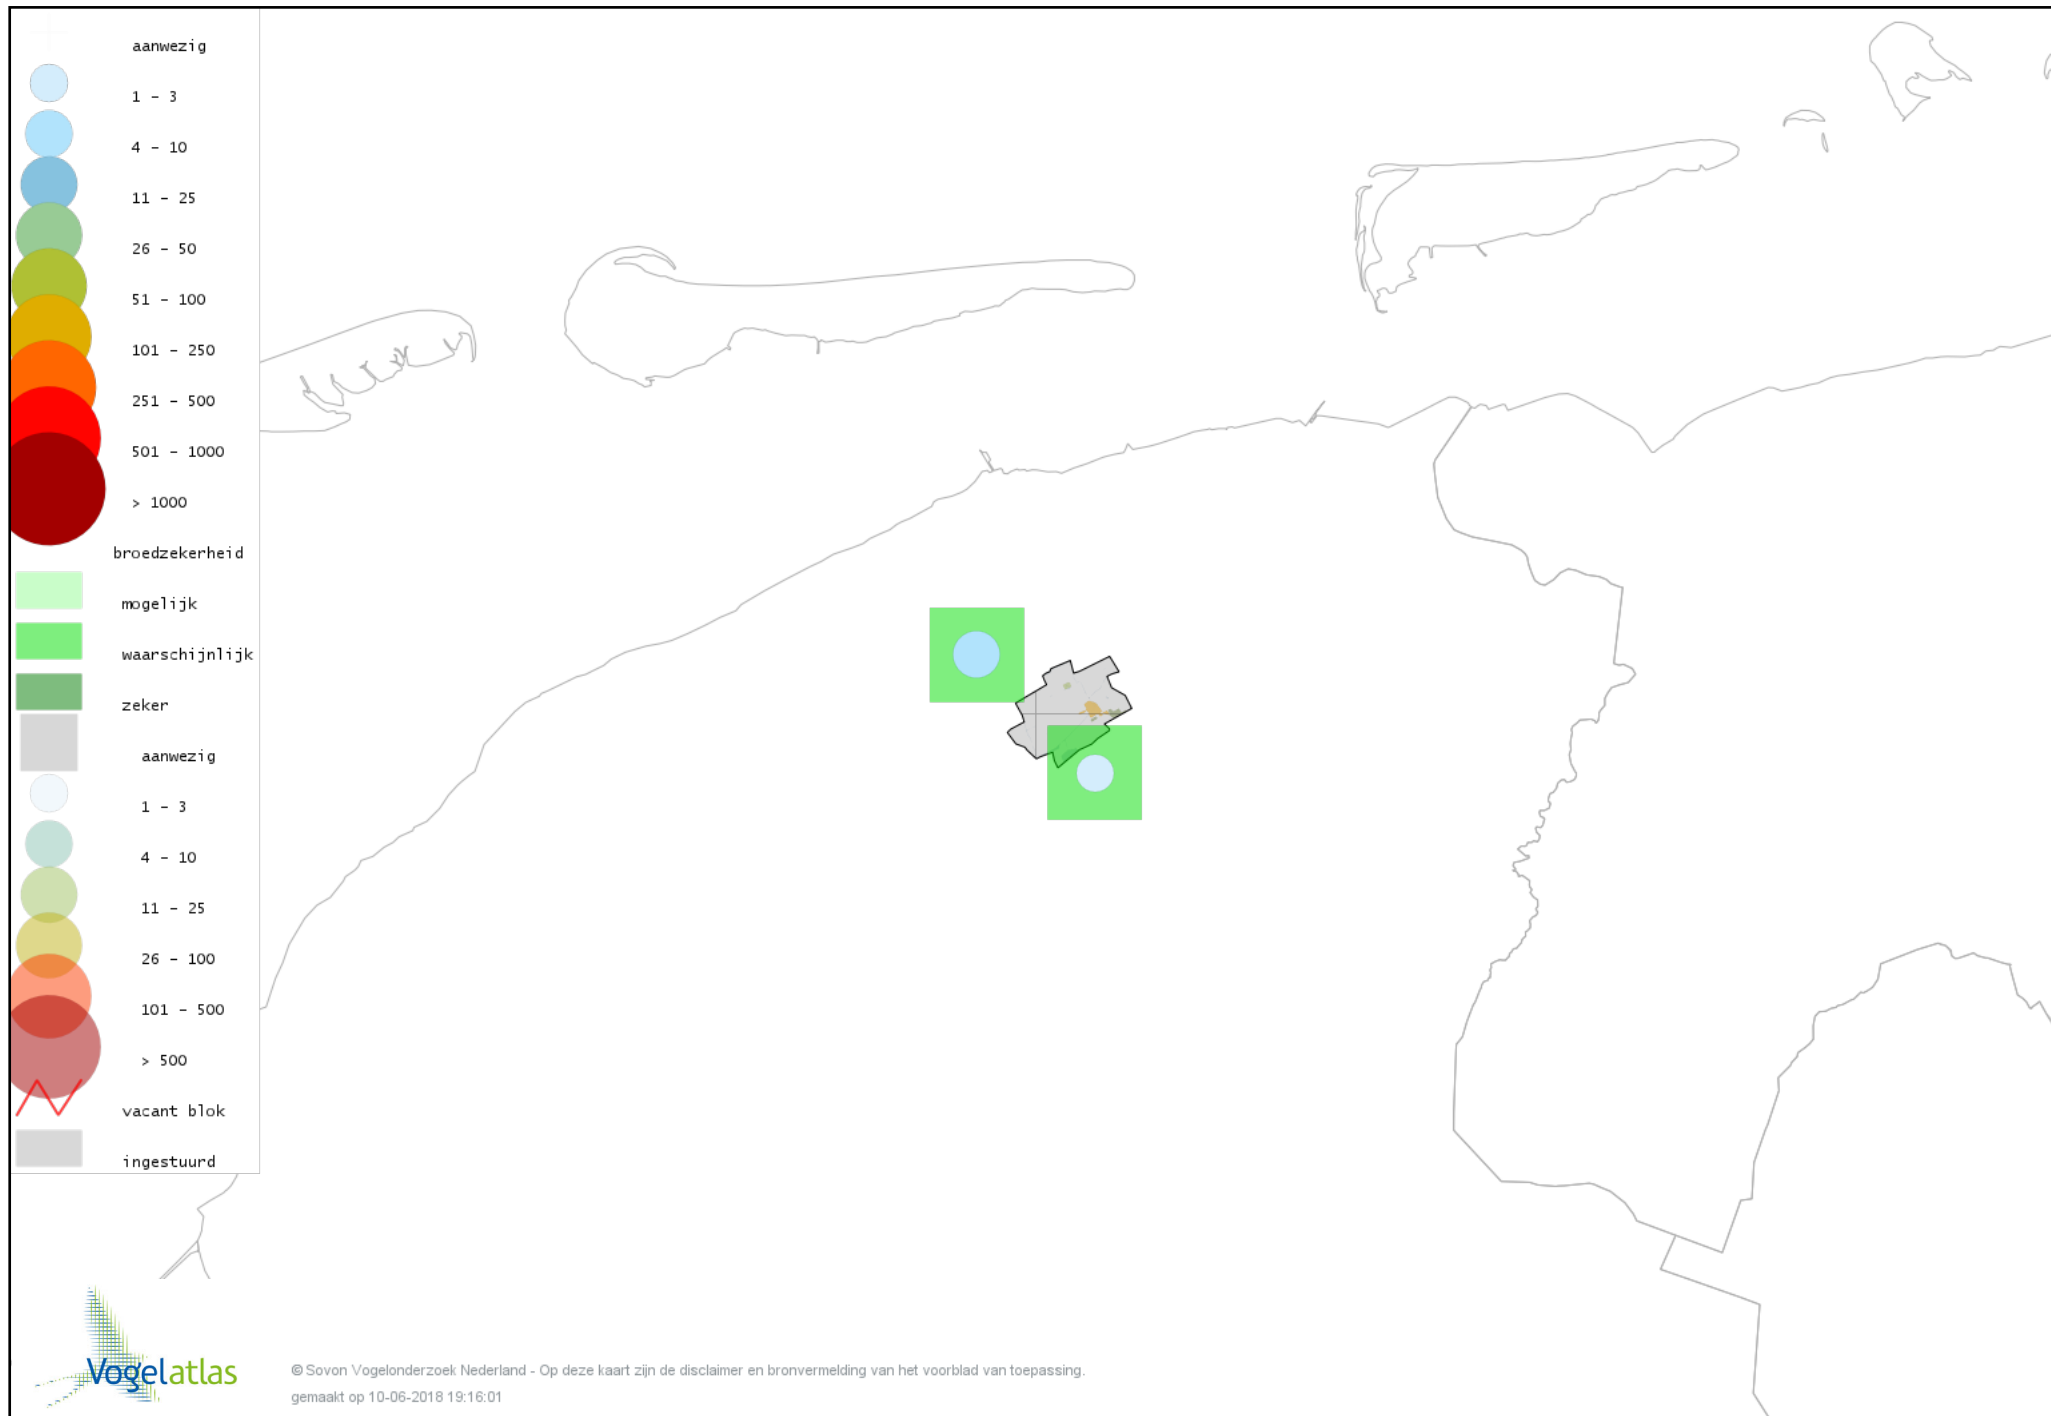 aanwezig
1 - 3
4 - 10
11 - 25
26 - 50
51 - 100
101 - 250
251 - 500
501 - 1000
> 1000
broedzekerheid
mogelijk
waarschijnlijk
zeker
aanwezig
1 - 3
4 - 10
11 - 25
26 - 100
101 - 500
> 500
vacant blok
ingestuurd
Vogelatlas
© Sovon Vogelonderzoek Nederland - Op deze kaart zijn de disclaimer en bronvermelding van het voorblad van toepassing.
gemaakt op 10-06-2018 19:16:01